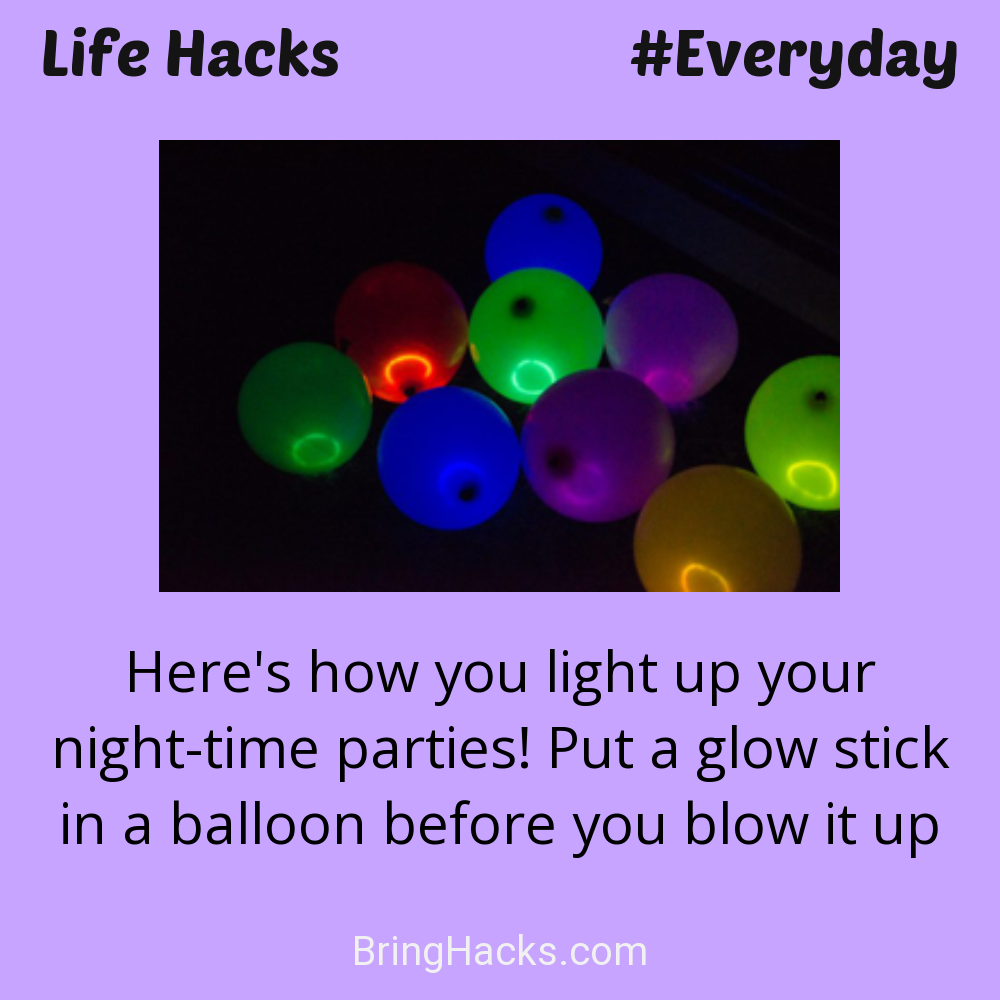 Life Hacks
#Everyday
Here's how you light up your
night-time parties! Put a glow stick
in a balloon before you blow it up
BringHacks.com